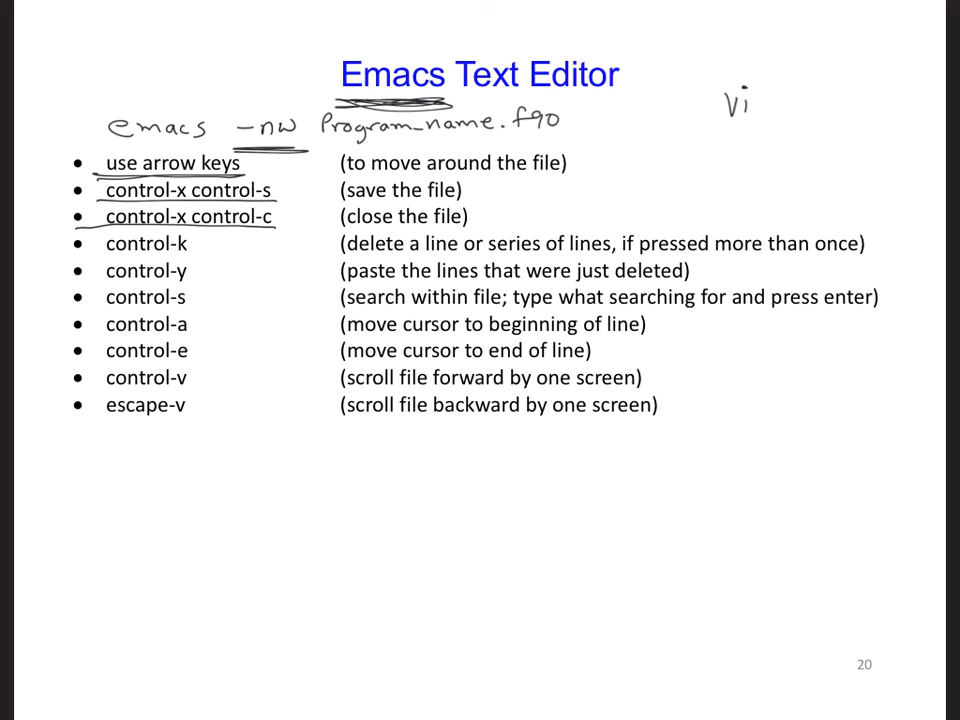 Emacs Text Editor
vi
emacs -nw Program_name.f90
• use arrow keys (to move around the file)
• control-x control-s (save the file)
• control-x control-c (close the file)
• control-k (delete a line or series of lines, if pressed more than once)
• control-y (paste the lines that were just deleted)
• control-s (search within file; type what searching for and press enter)
• control-a (move cursor to beginning of line)
• control-e (move cursor to end of line)
• control-v (scroll file forward by one screen)
• escape-v (scroll file backward by one screen)
20